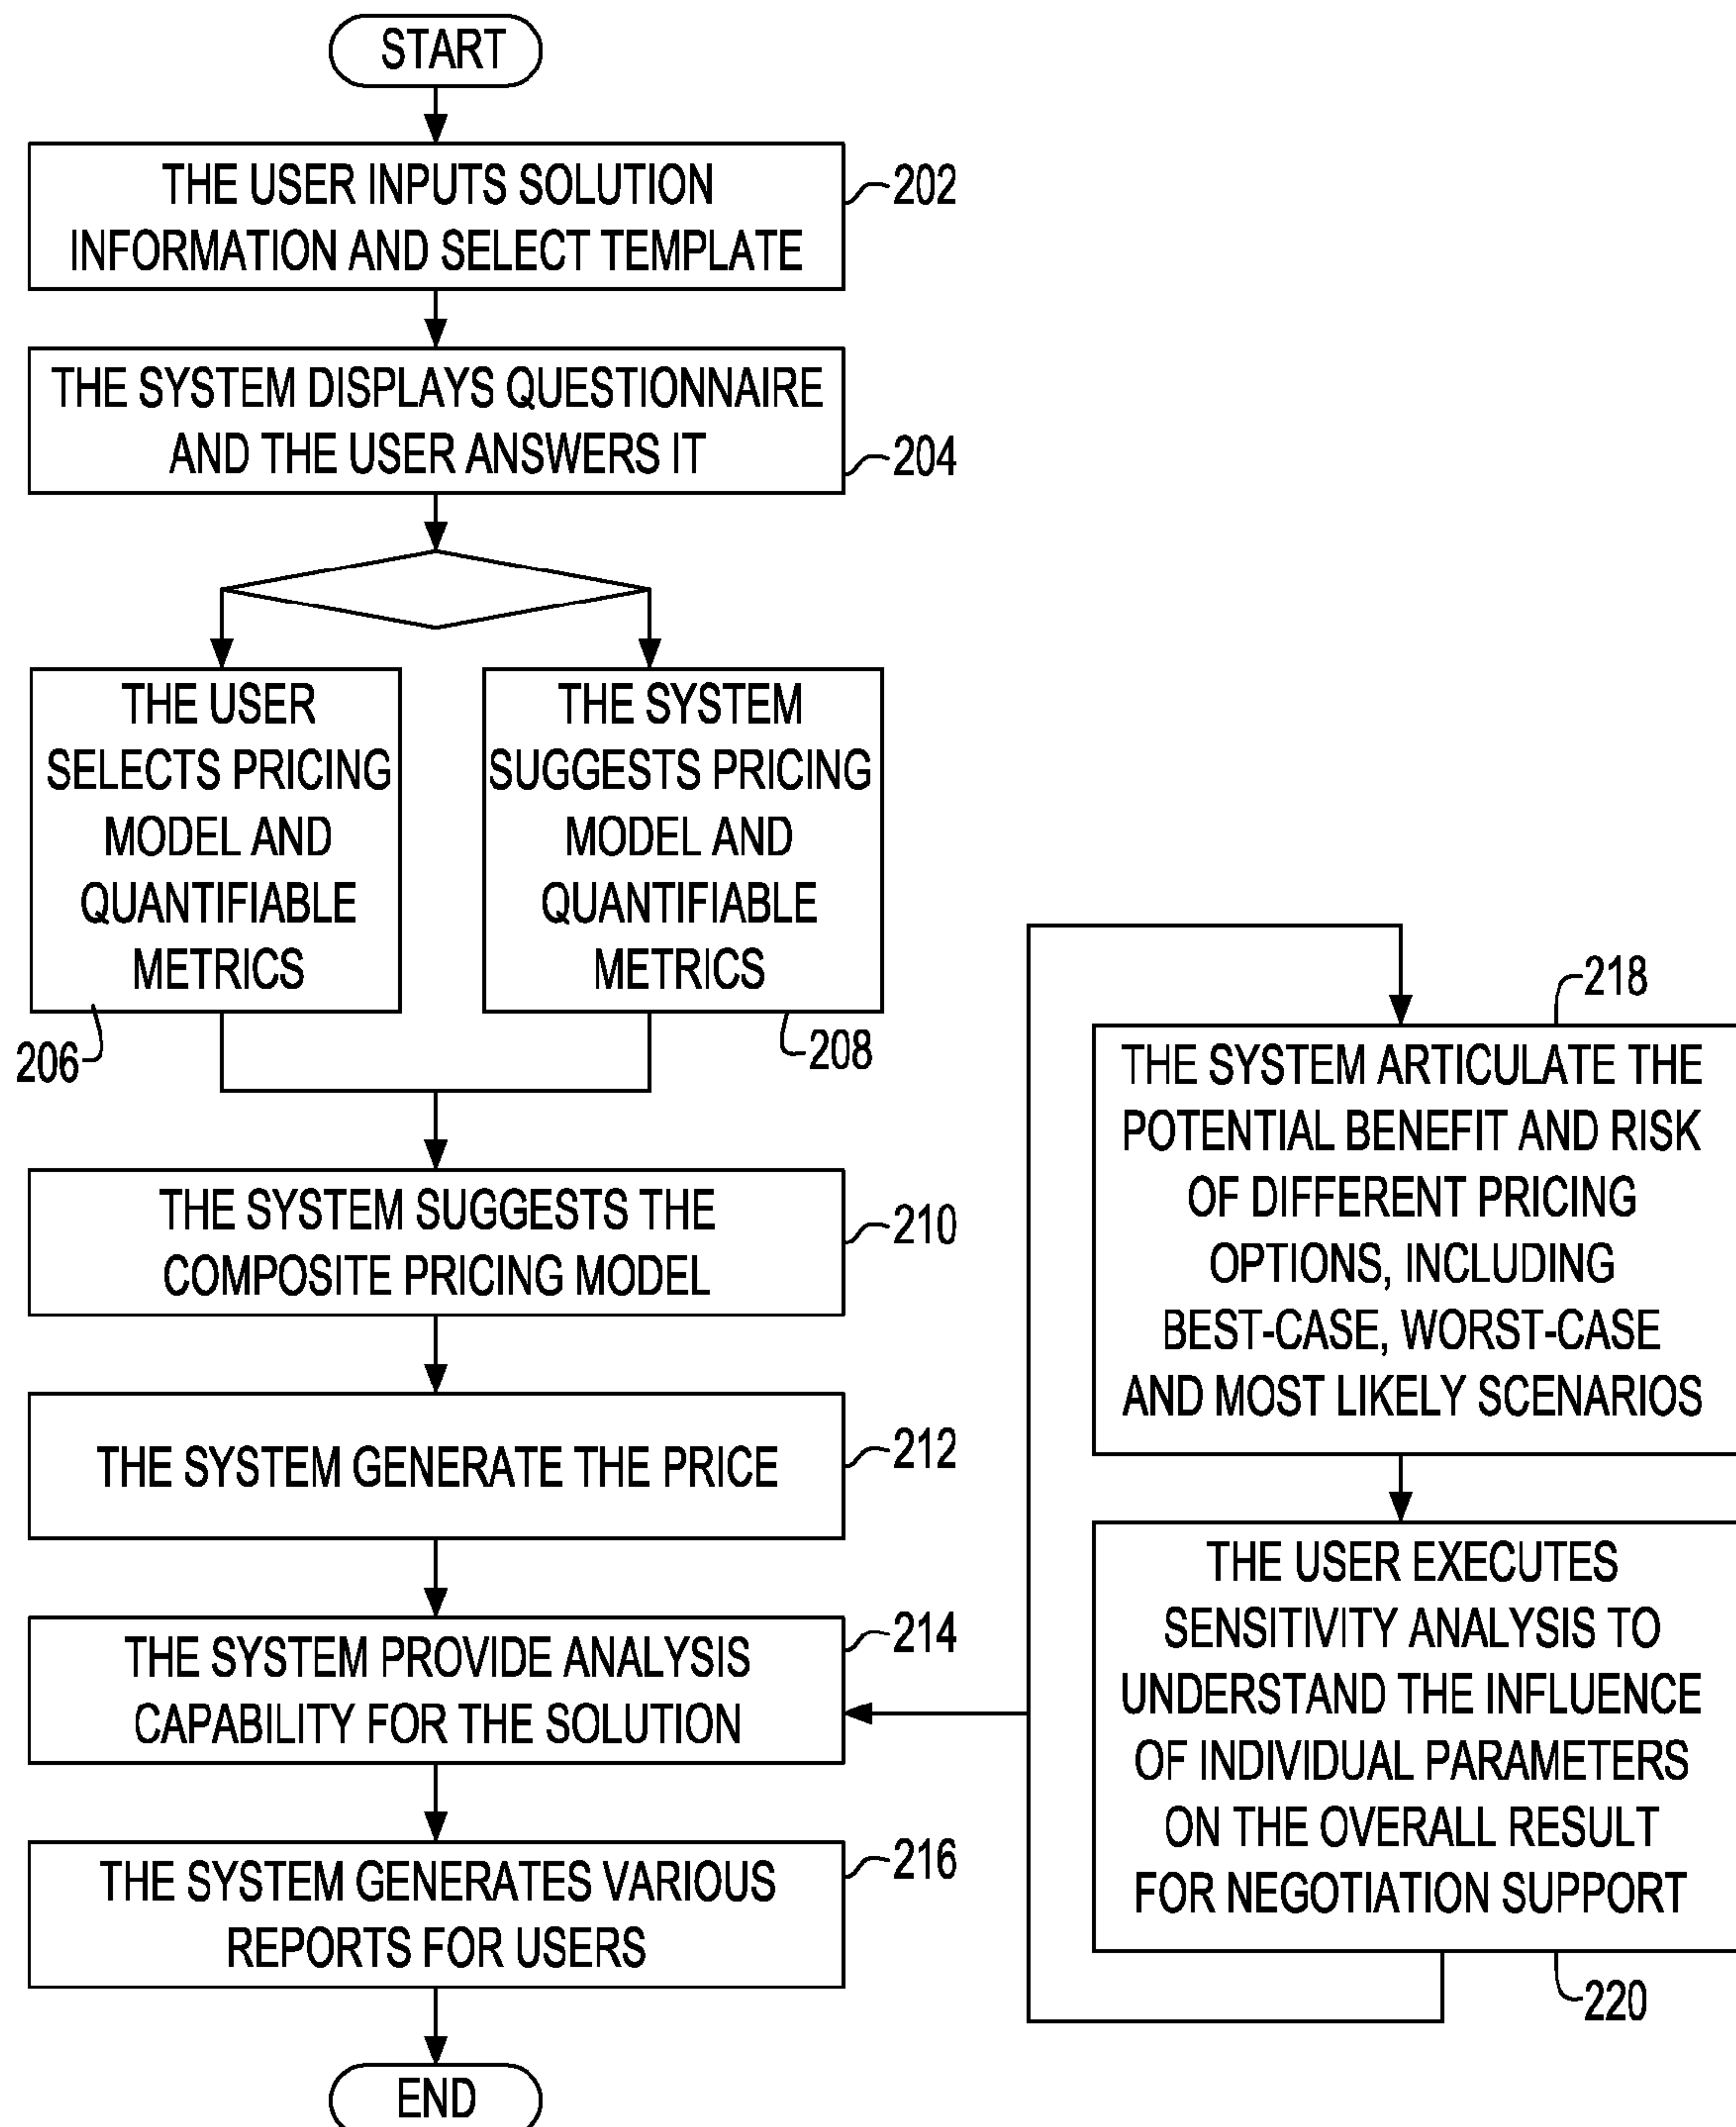 START
THE USER INPUTS SOLUTION
INFORMATION AND SELECT TEMPLATE
202
THE SYSTEM DISPLAYS QUESTIONNAIRE
AND THE USER ANSWERS IT
204
THE USER
SELECTS PRICING
MODEL AND
QUANTIFIABLE
METRICS
206
THE SYSTEM
SUGGESTS PRICING
MODEL AND
QUANTIFIABLE
METRICS
208
THE SYSTEM SUGGESTS THE
COMPOSITE PRICING MODEL
210
THE SYSTEM GENERATE THE PRICE
212
THE SYSTEM PROVIDE ANALYSIS
CAPABILITY FOR THE SOLUTION
214
THE SYSTEM GENERATES VARIOUS
REPORTS FOR USERS
216
END
218
THE SYSTEM ARTICULATE THE
POTENTIAL BENEFIT AND RISK
OF DIFFERENT PRICING
OPTIONS, INCLUDING
BEST-CASE, WORST-CASE
AND MOST LIKELY SCENARIOS
THE USER EXECUTES
SENSITIVITY ANALYSIS TO
UNDERSTAND THE INFLUENCE
OF INDIVIDUAL PARAMETERS
ON THE OVERALL RESULT
FOR NEGOTIATION SUPPORT
220